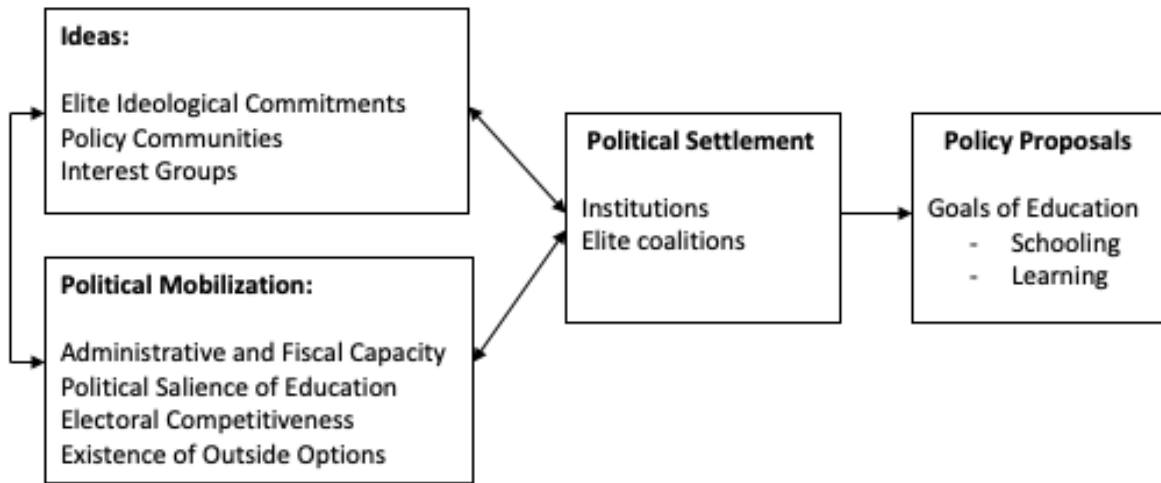 Ideas:
Elite Ideological Commitments
Policy Communities
Interest Groups
Political Mobilization:
Administrative and Fiscal Capacity
Political Salience of Education
Electoral Competitiveness
Existence of Outside Options
Political Settlement
Institutions
Elite coalitions
Policy Proposals
Goals of Education
- Schooling
- Learning